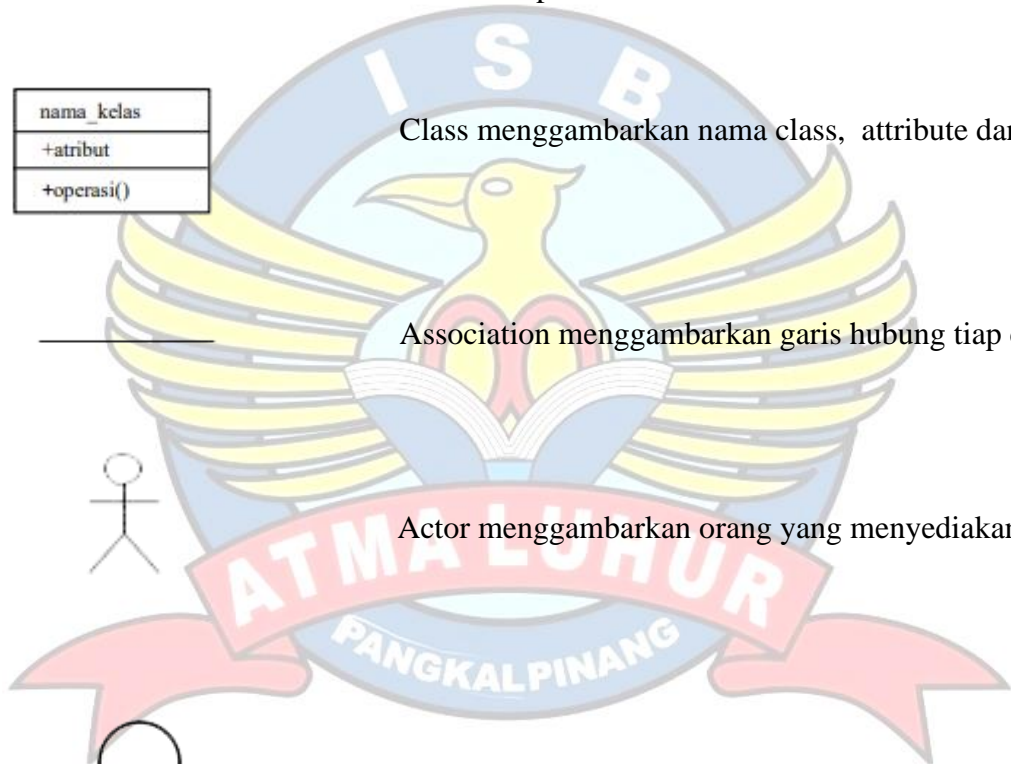 I S B
nama_kelas
+atribut
+operasi()
Class menggambarkan nama class, attribute dan
Association menggambarkan garis hubung tiap
Actor menggambarkan orang yang menyediakan
ATMA LUHUR
PANGKALPINANG